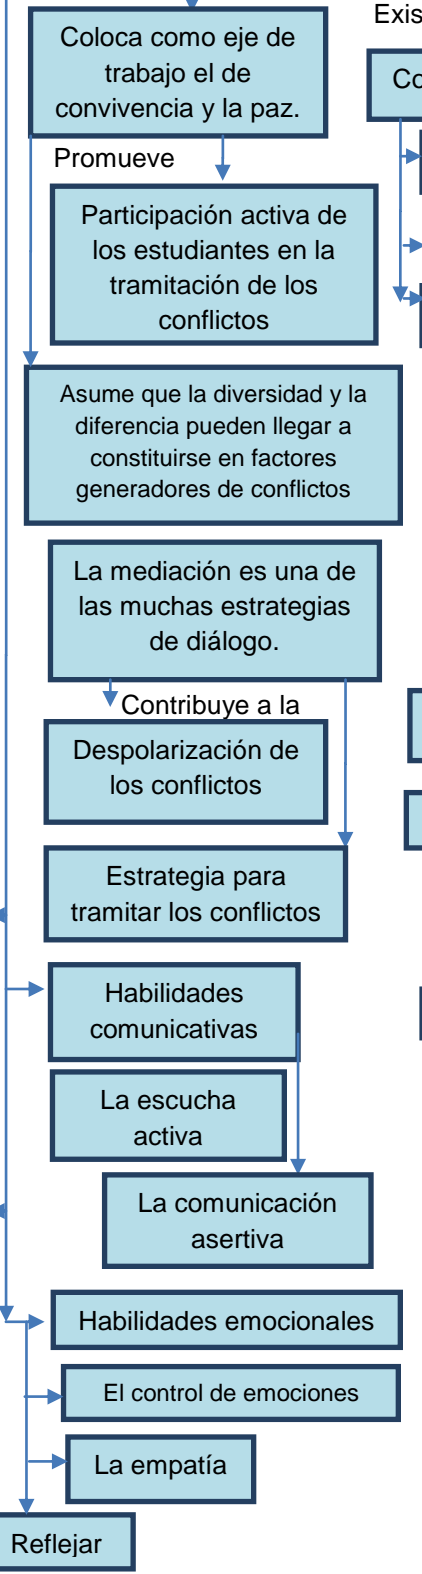 Coloca como eje de
trabajo el de
convivencia y la paz.
Promueve
Participación activa de
los estudiantes en la
tramitación de los
conflictos
Asume que la diversidad y la
diferencia pueden llegar a
constituirse en factores
generadores de conflictos
La mediación es una de
las muchas estrategias
de diálogo.
Contribuye a la
Despolarización de
los conflictos
Estrategia para
tramitar los conflictos
Habilidades
comunicativas
La escucha
activa
La comunicación
asertiva
Habilidades emocionales
El control de emociones
La empatía
Reflejar